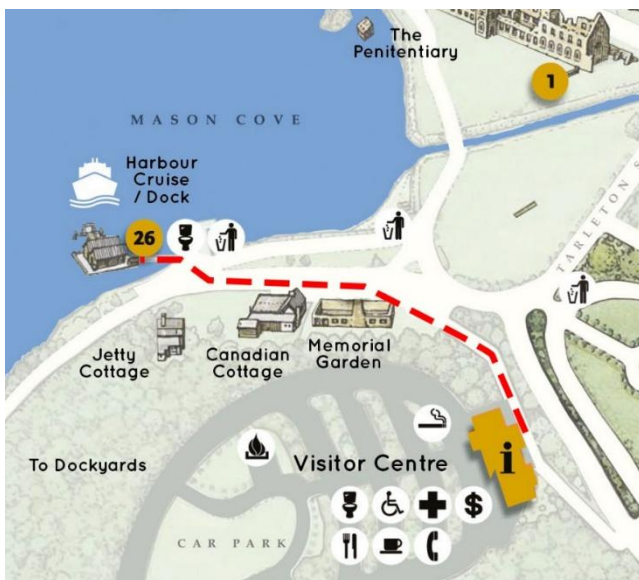 The
Penitentiary
1
MASON COVE
Harbour
Cruise
/ Dock
26
TARLETON S
Jetty
Cottage
Canadian
Cottage
Memorial
Garden
To Dockyards
Visitor Centre
i
$
CAR PARK